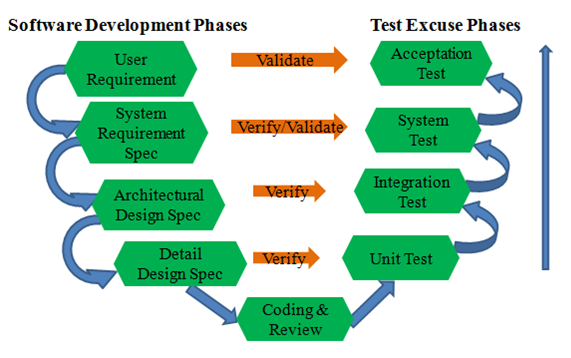 Software Development Phases
Test Excuse Phases
User
Requirement
Validate
Acceptation
Test
System
Requirement
Spec
Verify/Validate
System
Test
Architectural
Design Spec
Verify
Integration
Test
Detail
Design Spec
Verify
Unit Test
Coding &
Review